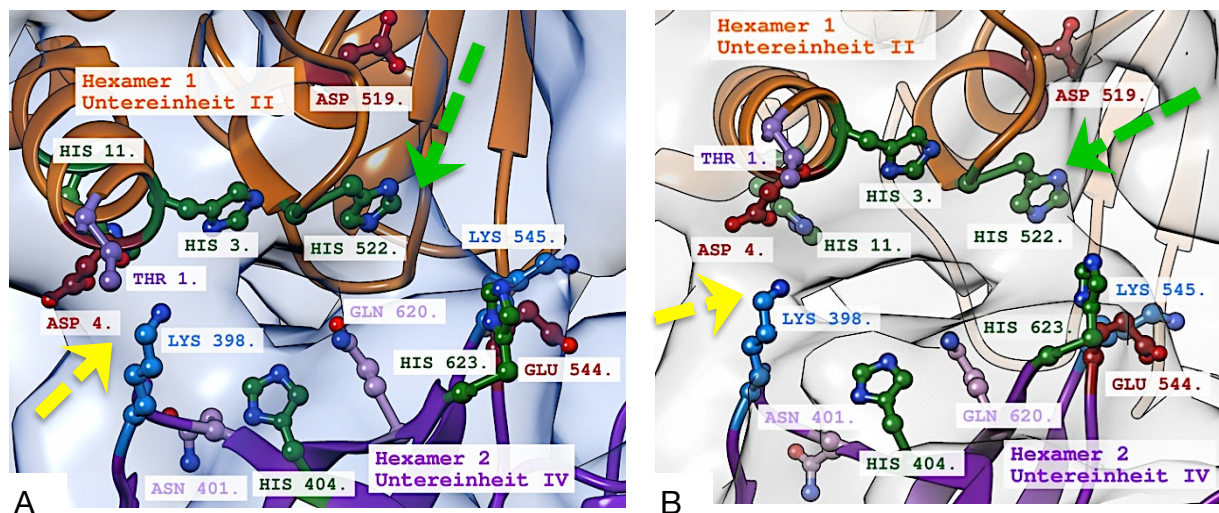 Hexamer 1
Untereinheit II
ASP 519.
HIS 11.
HIS 3.
HIS 522.
LYS 545.
THR 1.
ASP 4.
LYS 398.
GLN 620.
HIS 623.
GLU 544.
ASN 401.
HIS 404.
Hexamer 2
Untereinheit IV
A
Hexamer 1
Untereinheit II
ASP 519.
THR 1.
HIS 3.
HIS 522.
ASP 4.
HIS 11.
LYS 545.
LYS 398.
HIS 623.
GLU 544.
ASN 401.
GLN 620.
HIS 404.
Hexamer 2
Untereinheit IV
B